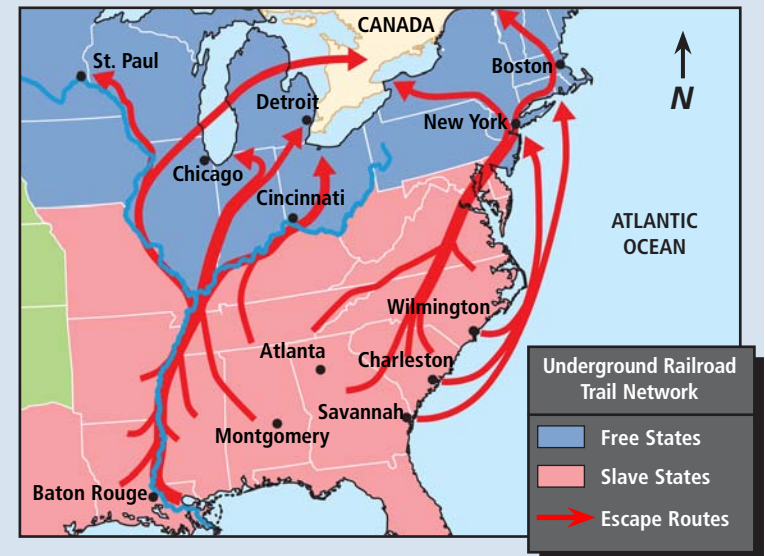 CANADA
St. Paul
Boston
Detroit
N
New York
Chicago
Cincinnati
ATLANTIC
OCEAN
Wilmington
Atlanta
Charleston
Savannah
Montgomery
Baton Rouge
Underground Railroad
Trail Network
Free States
Slave States
Escape Routes